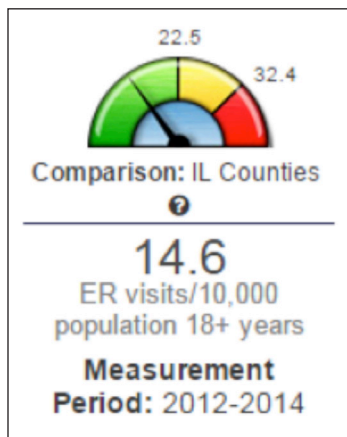 22.5
32.4
Comparison: IL Counties
?
14.6
ER visits/10,000
population 18+ years
Measurement
Period: 2012-2014